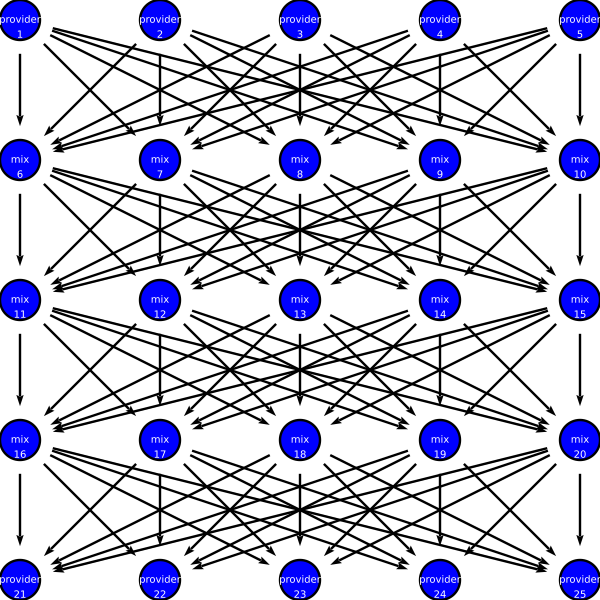 provider
1
provider
2
provider
3
provider
4
provider
5
mix
6
mix
7
mix
8
mix
9
mix
10
mix
11
mix
12
mix
13
mix
14
mix
15
mix
16
mix
17
mix
18
mix
19
mix
20
provider
21
provider
22
provider
23
provider
24
provider
25